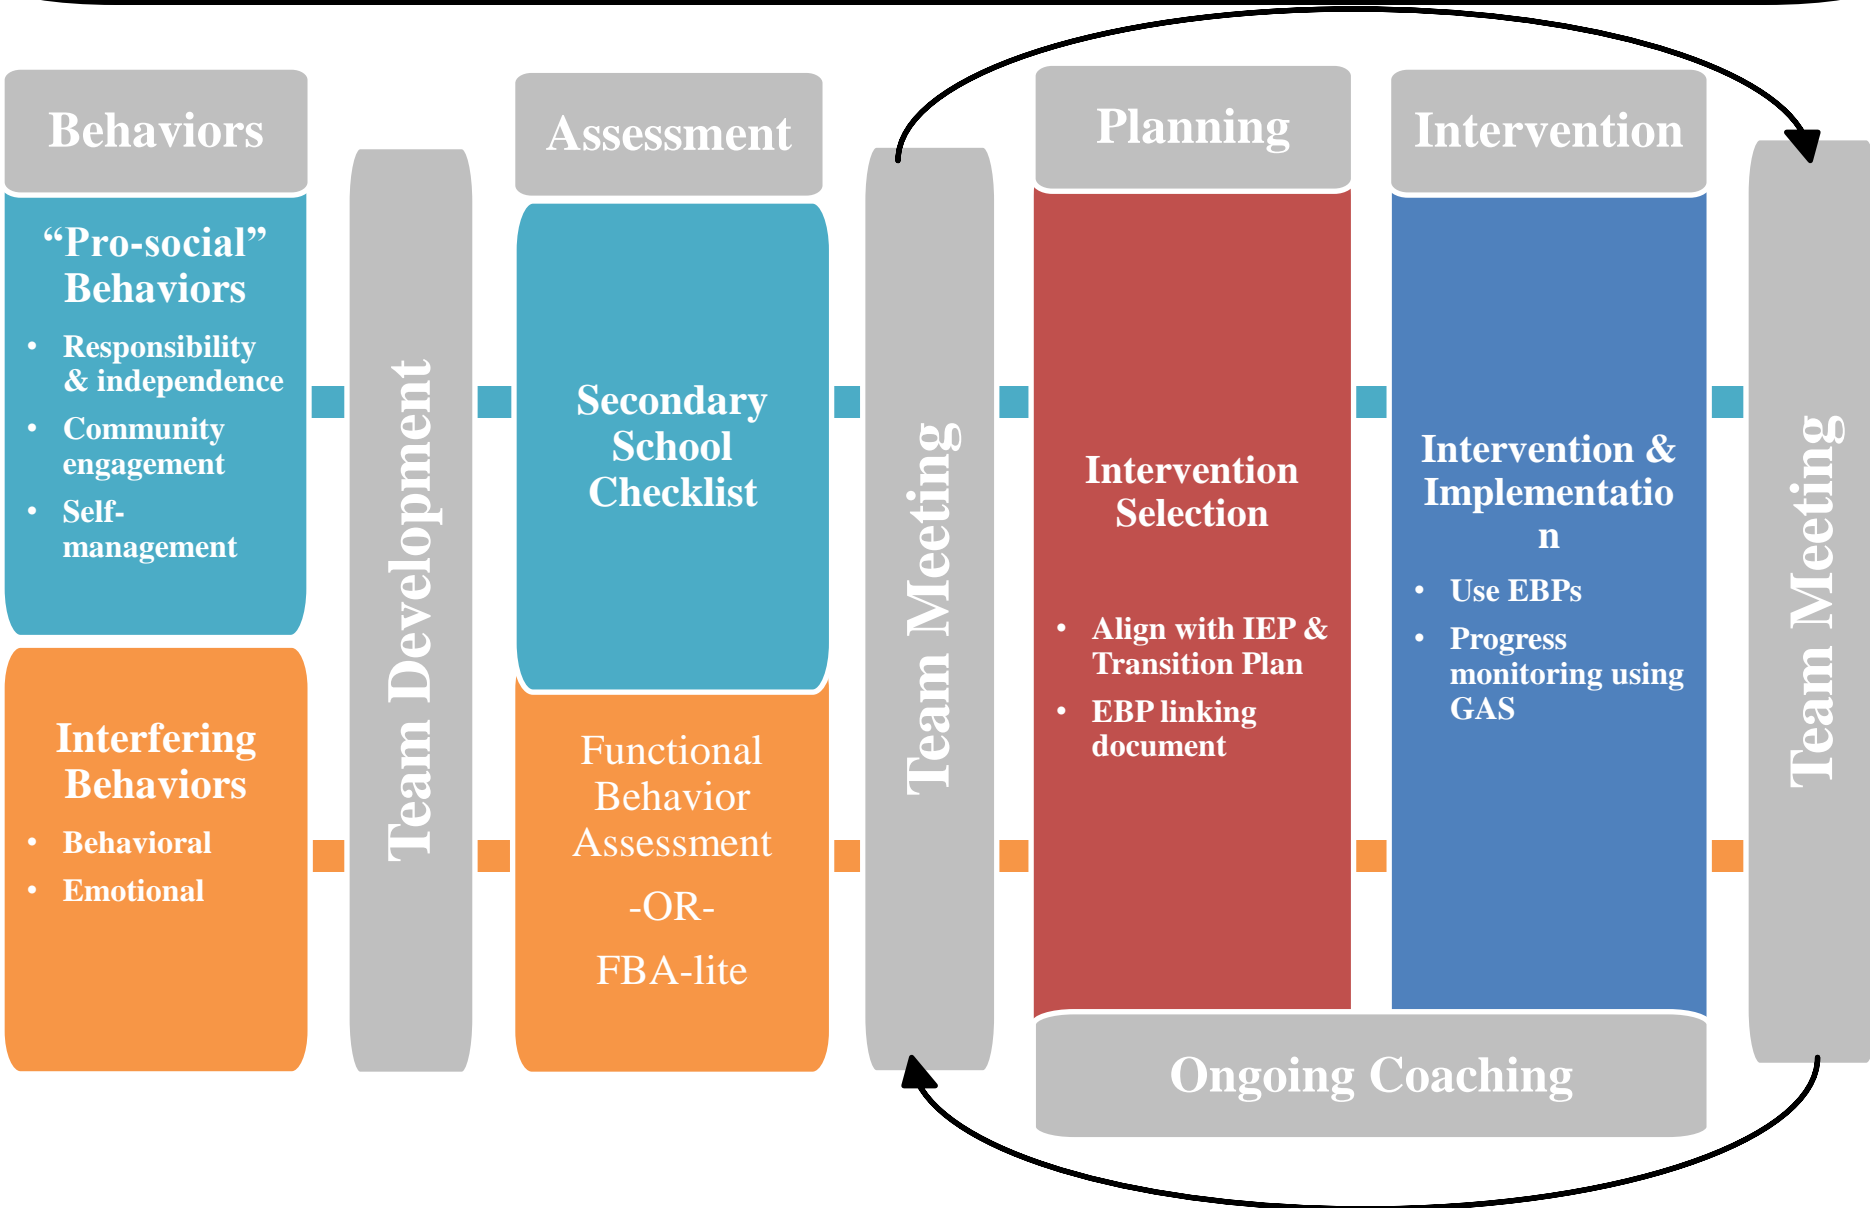 Behaviors
“Pro-social”
Behaviors
• Responsibility
& independence
• Community
engagement
• Self-
management
Interfering
Behaviors
• Behavioral
• Emotional
Team Development
Assessment
Secondary
School
Checklist
Functional
Behavior
Assessment
-OR-
FBA-lite
Team Meeting
Planning
Intervention
Selection
• Align with IEP &
Transition Plan
• EBP linking
document
Intervention
Intervention &
Implementatio
n
• Use EBPs
• Progress
monitoring using
GAS
Ongoing Coaching
Team Meeting